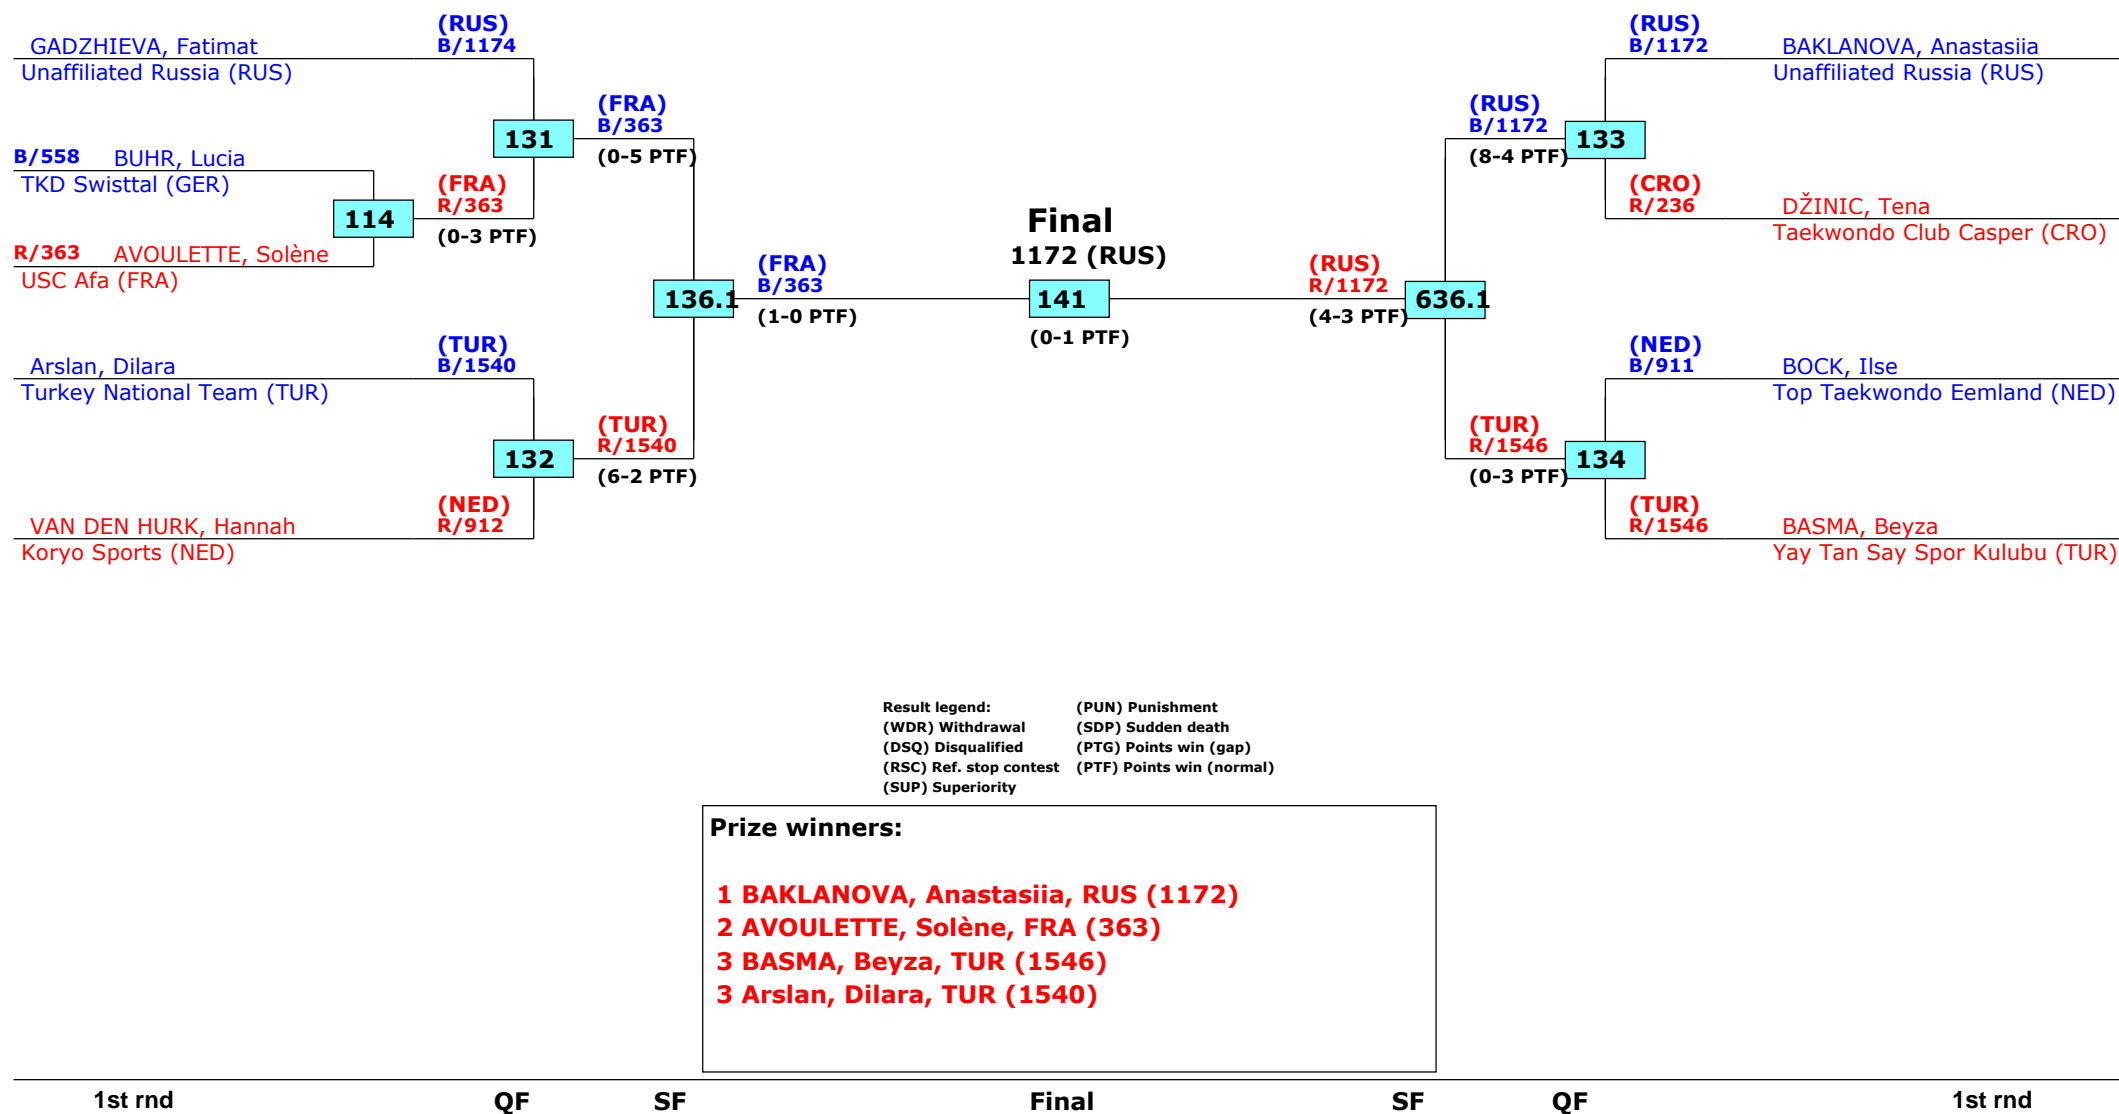 (RUS)
B/1174
GADZHIEVA, Fatimat
Unaffiliated Russia (RUS)
131
(FRA)
B/363
(0-5 PTF)
B/558 BUHR, Lucia
TKD Swisttal (GER)
114
(FRA)
R/363
(0-3 PTF)
R/363 AVOULETTE, Solène
USC Afa (FRA)
136.1
(FRA)
B/363
(1-0 PTF)
(TUR)
B/1540
Arslan, Dilara
Turkey National Team (TUR)
132
(TUR)
R/1540
(6-2 PTF)
(NED)
R/912
VAN DEN HURK, Hannah
Koryo Sports (NED)
Final
1172 (RUS)
141
(0-1 PTF)
(RUS)
B/1172
BAKLANOVA, Anastasiia
Unaffiliated Russia (RUS)
(RUS)
B/1172
(8-4 PTF)
133
(CRO)
R/236
DŽINIC, Tena
Taekwondo Club Casper (CRO)
(RUS)
R/1172
(4-3 PTF)
636.1
(NED)
B/911
BOCK, Ilse
Top Taekwondo Eemland (NED)
(TUR)
R/1546
(0-3 PTF)
134
(TUR)
R/1546
BASMA, Beyza
Yay Tan Say Spor Kulubu (TUR)
Result legend: (PUN) Punishment
(WDR) Withdrawal (SDP) Sudden death
(DSQ) Disqualified (PTG) Points win (gap)
(RSC) Ref. stop contest (PTF) Points win (normal)
(SUP) Superiority
Prize winners:
1 BAKLANOVA, Anastasiia, RUS (1172)
2 AVOULETTE, Solène, FRA (363)
3 BASMA, Beyza, TUR (1546)
3 Arslan, Dilara, TUR (1540)
1st rnd QF SF Final SF QF 1st rnd